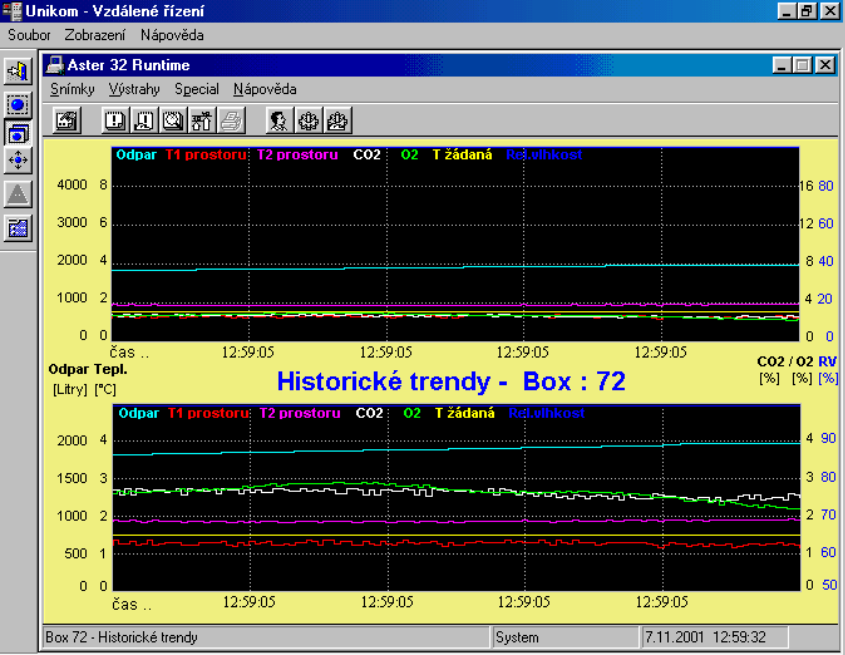 Unikom - Vzdálené řízení
Soubor Zobrazení Nápověda
Aster 32 Runtime
Snímky Výstrahy Special Nápověda
Odpar T1 prostoru T2 prostoru CO2 O2 T žádaná Rel.vlhkost
4000 8 16 80
3000 6 12 60
2000 4 8 40
1000 2 4 20
0 0 0 0
čas .. 12:59:05 12:59:05 12:59:05 12:59:05
Odpar Tepl. CO2 / O2 RV
[Litry] [°C] [%] [%] [%]
Historické trendy - Box : 72
Odpar T1 prostoru T2 prostoru CO2 O2 T žádaná Rel.vlhkost
2000 4 4 90
1500 3 3 80
1000 2 2 70
500 1 1 60
0 0 0 50
čas .. 12:59:05 12:59:05 12:59:05 12:59:05
Box 72 - Historické trendy System 7.11.2001 12:59:32